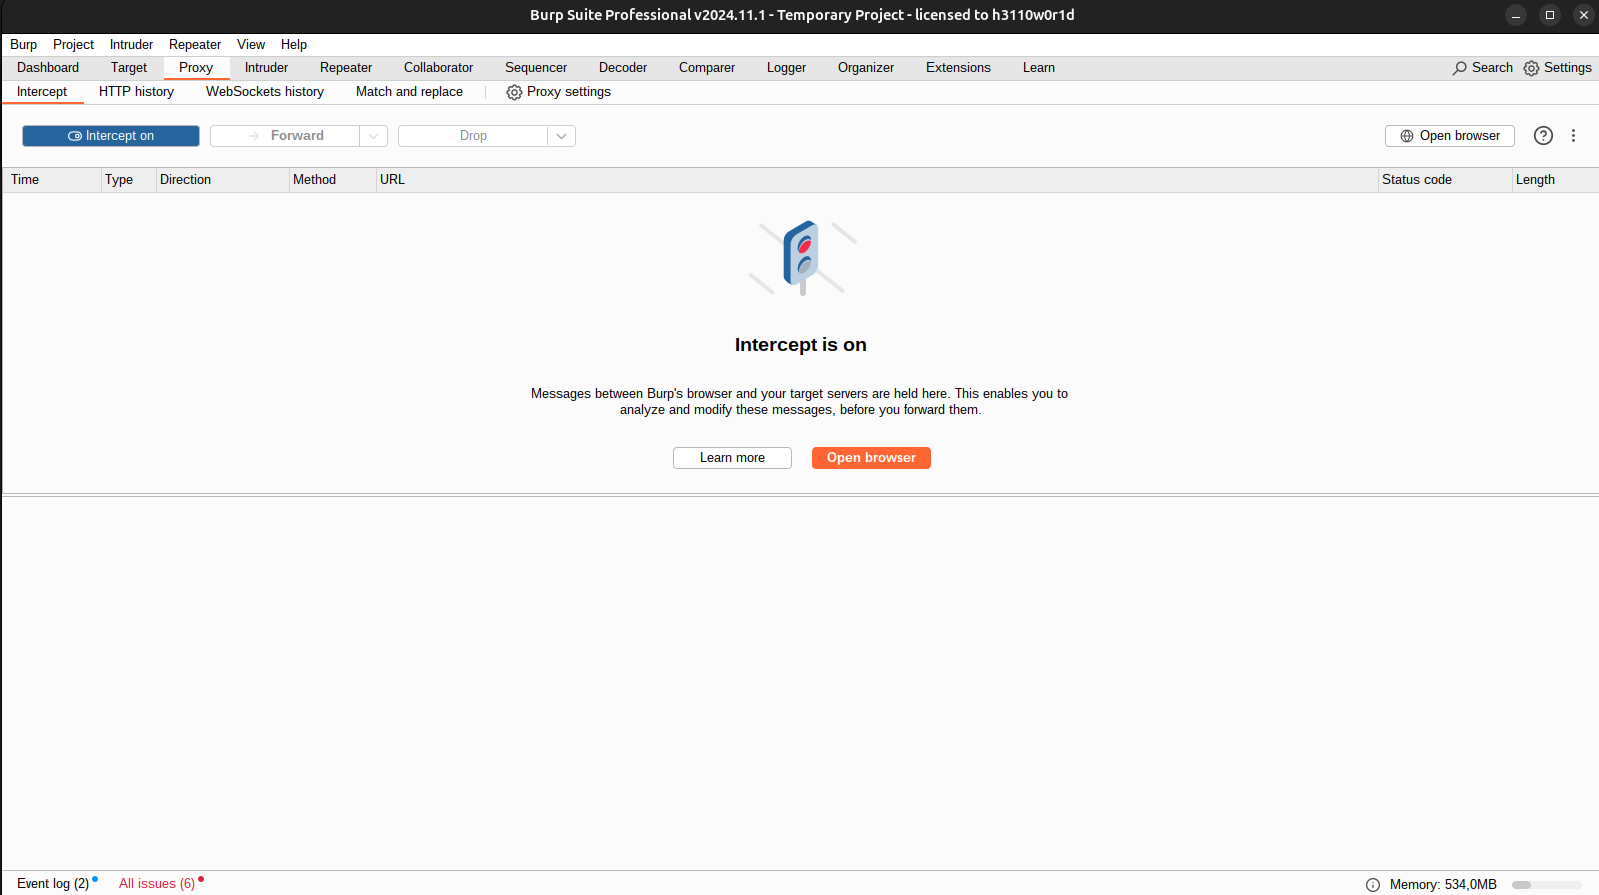 Burp Suite Professional v2024.11.1 - Temporary Project - licensed to h3110w0r1d
Burp Project Intruder Repeater View Help
Dashboard Target Proxy Intruder Repeater Collaborator Sequencer Decoder Comparer Logger Organizer Extensions Learn Search Settings
Intercept HTTP history WebSockets history Match and replace Proxy settings
Intercept on Forward Drop Open browser
Time Type Direction Method URL Status code Length
Intercept is on
Messages between Burp's browser and your target servers are held here. This enables you to
analyze and modify these messages, before you forward them.
Learn more Open browser
Event log (2) All issues (6) Memory: 534,0MB